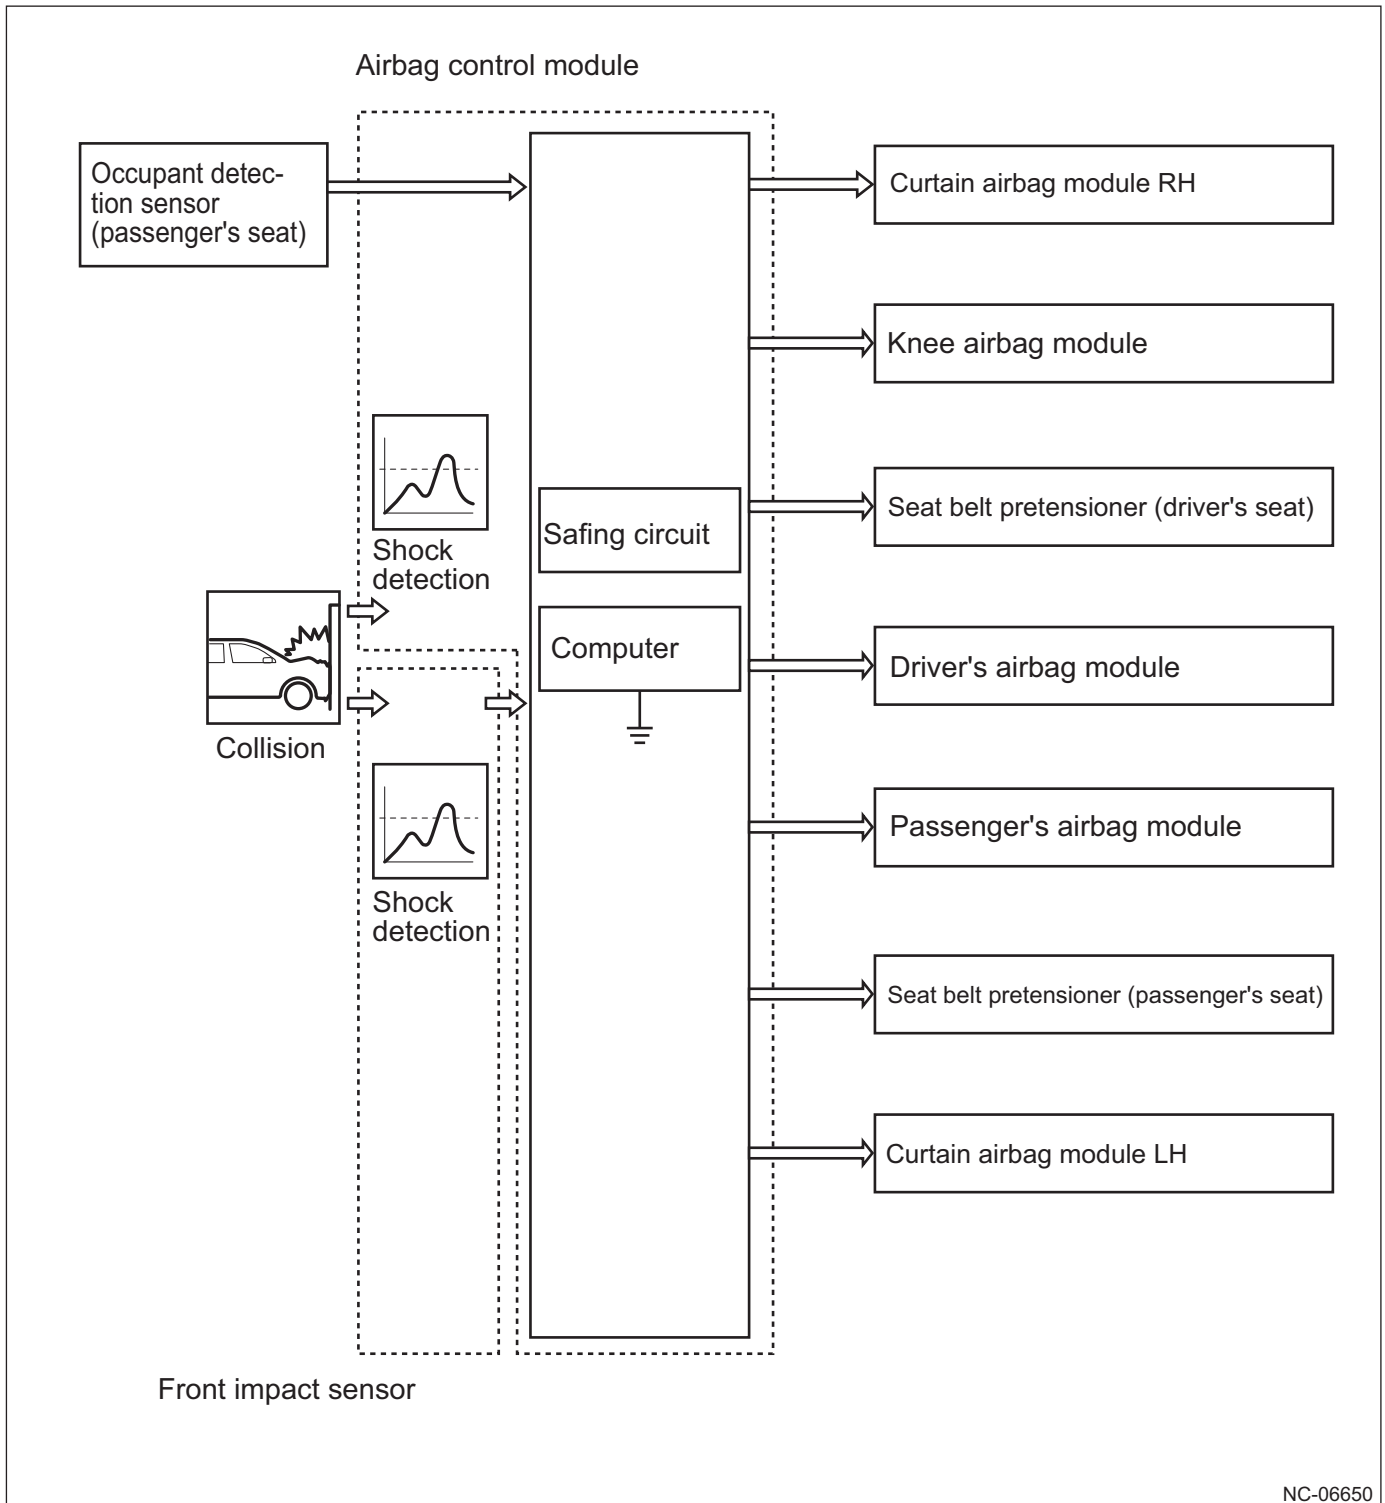 Airbag control module
Occupant detec-
tion sensor
(passenger's seat)
Curtain airbag module RH
Knee airbag module
Shock
detection
Safing circuit
Seat belt pretensioner (driver's seat)
Computer
Driver's airbag module
Collision
Shock
detection
Passenger's airbag module
Seat belt pretensioner (passenger's seat)
Curtain airbag module LH
Front impact sensor
NC-06650